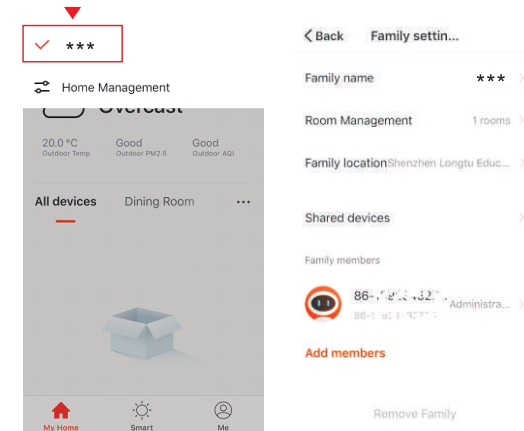 ***
Home Management
Overcast
20.0 °C Good Good
Outdoor Temp Outdoor PM2.5 Outdoor AQI
All devices Dining Room ...
My Home Smart Me
Back Family settin...
Family name ***
Room Management 1 rooms
Family location Shenzhen Longtu Educ...
Shared devices
Family members
Administra...
Add members
Remove Family